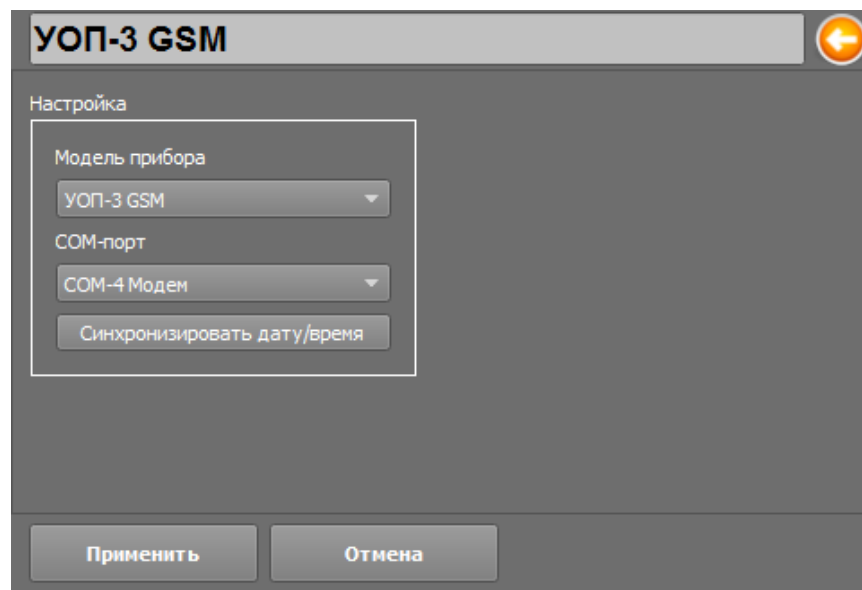 УОП-3 GSM
Настройка
Модель прибора
УОП-3 GSM
COM-порт
COM-4 Модем
Синхронизировать дату/время
Применить
Отмена